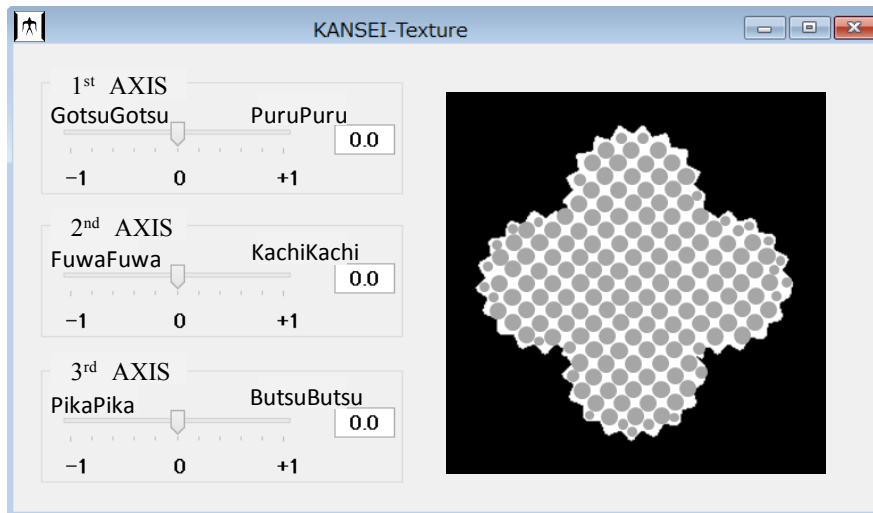 KANSEI-Texture
1st AXIS
GotsuGotsu PuruPuru
0.0
−1 0 +1
2nd AXIS
FuwaFuwa KachiKachi
0.0
−1 0 +1
3rd AXIS
PikaPika ButsuButsu
0.0
−1 0 +1